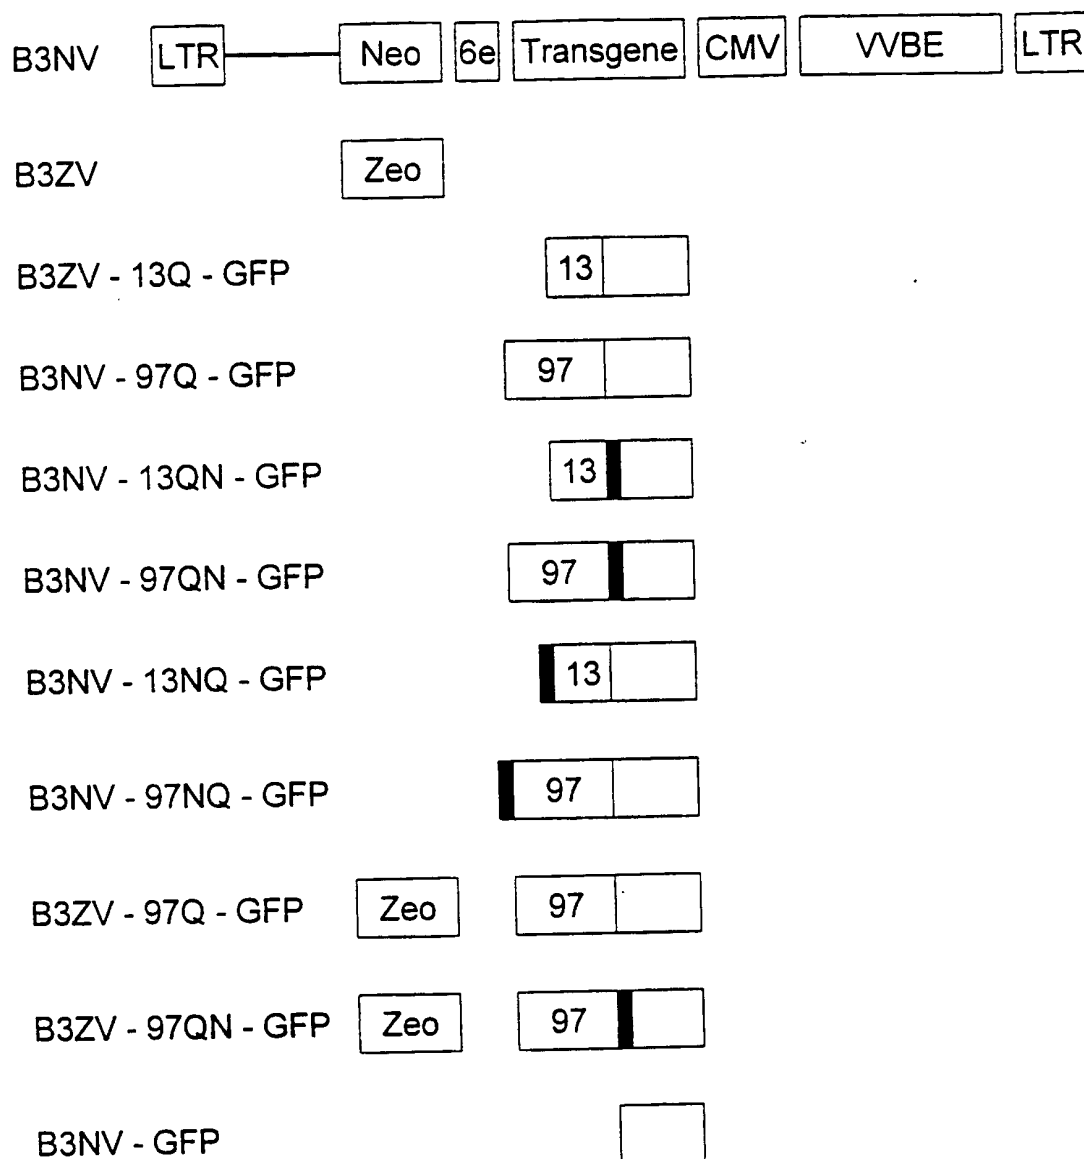 B3NV LTR Neo 6e Transgene CMV VVBE LTR
B3ZV Zeo
B3ZV - 13Q - GFP 13
B3NV - 97Q - GFP 97
B3NV - 13QN - GFP 13
B3NV - 97QN - GFP 97
B3NV - 13NQ - GFP 13
B3NV - 97NQ - GFP 97
B3ZV - 97Q - GFP Zeo 97
B3ZV - 97QN - GFP Zeo 97
B3NV - GFP